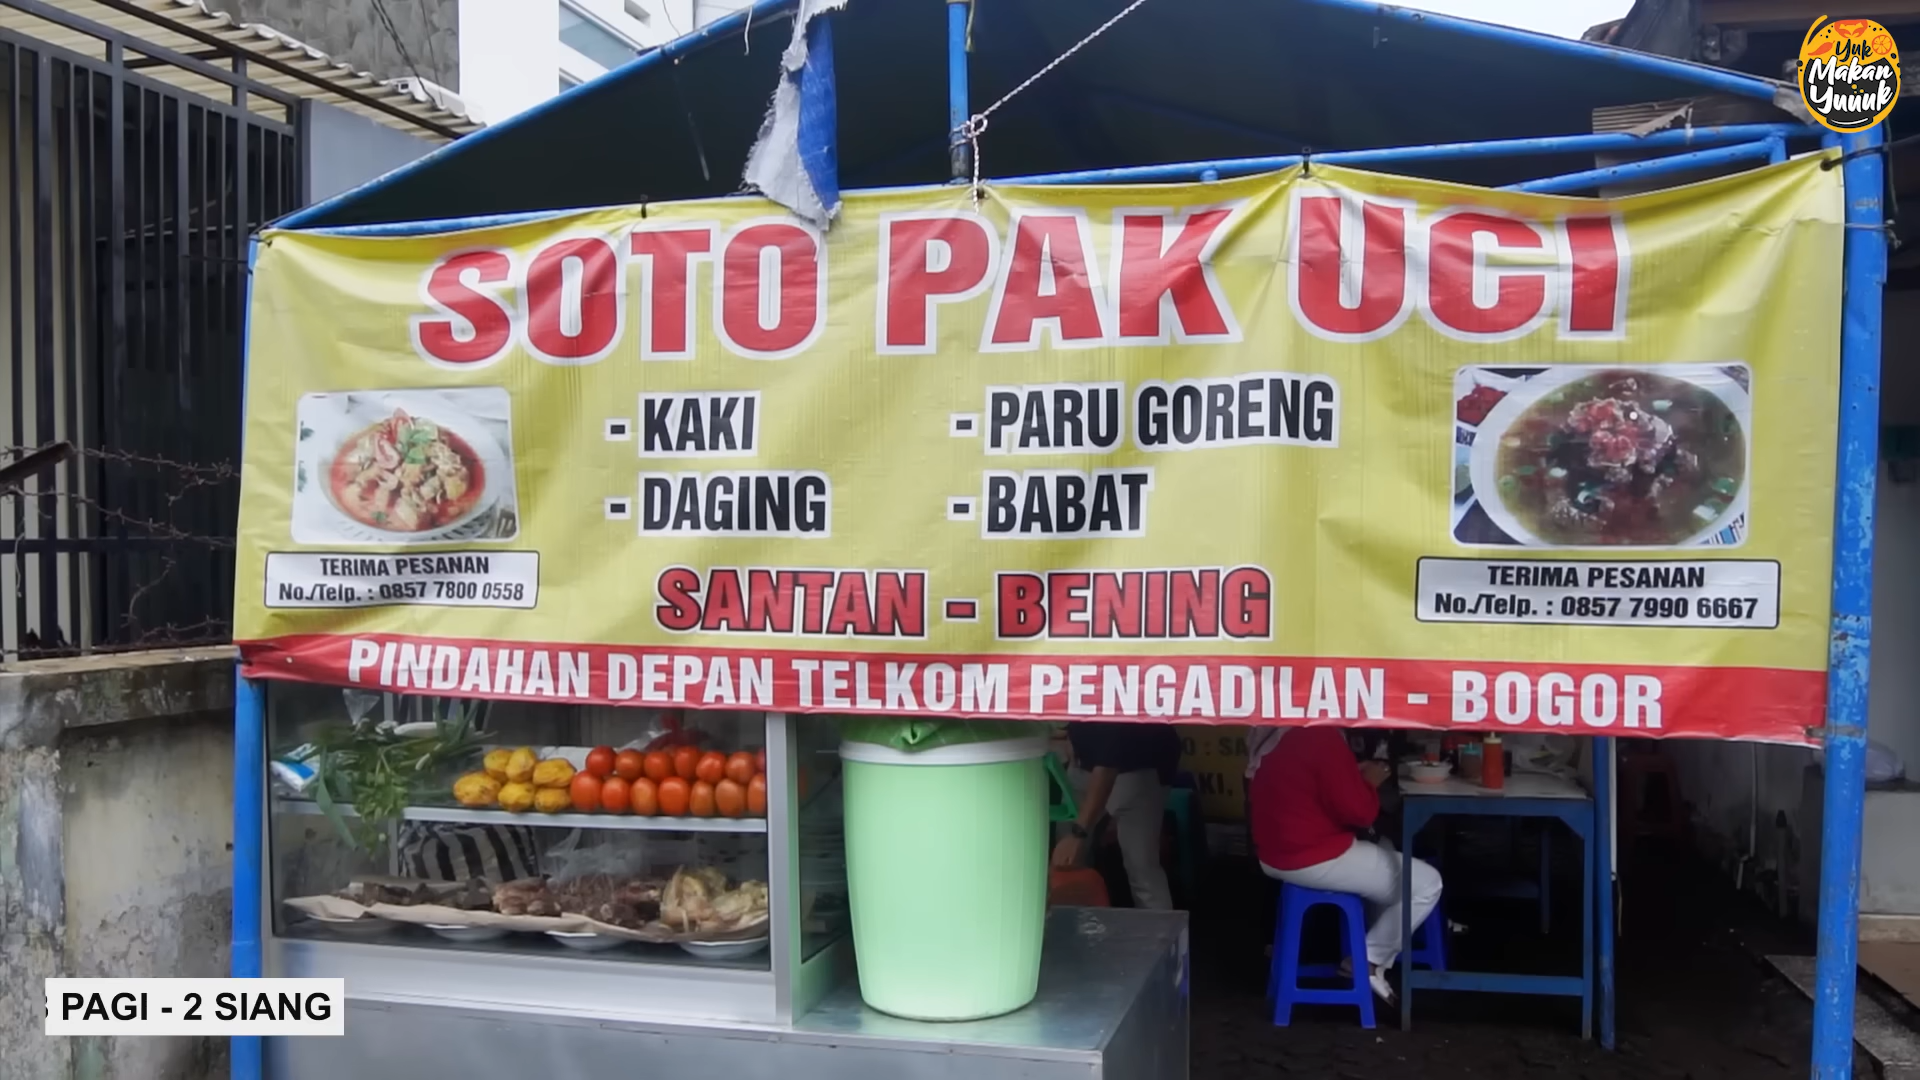 Yuk
Makan
Yuuuk
SOTO PAK UCI
- KAKI
- PARU GORENG
- DAGING
- BABAT
SANTAN - BENING
TERIMA PESANAN
No./Telp. : 0857 7800 0558
TERIMA PESANAN
No./Telp. : 0857 7990 6667
PINDAHAN DEPAN TELKOM PENGADILAN - BOGOR
PAGI - 2 SIANG